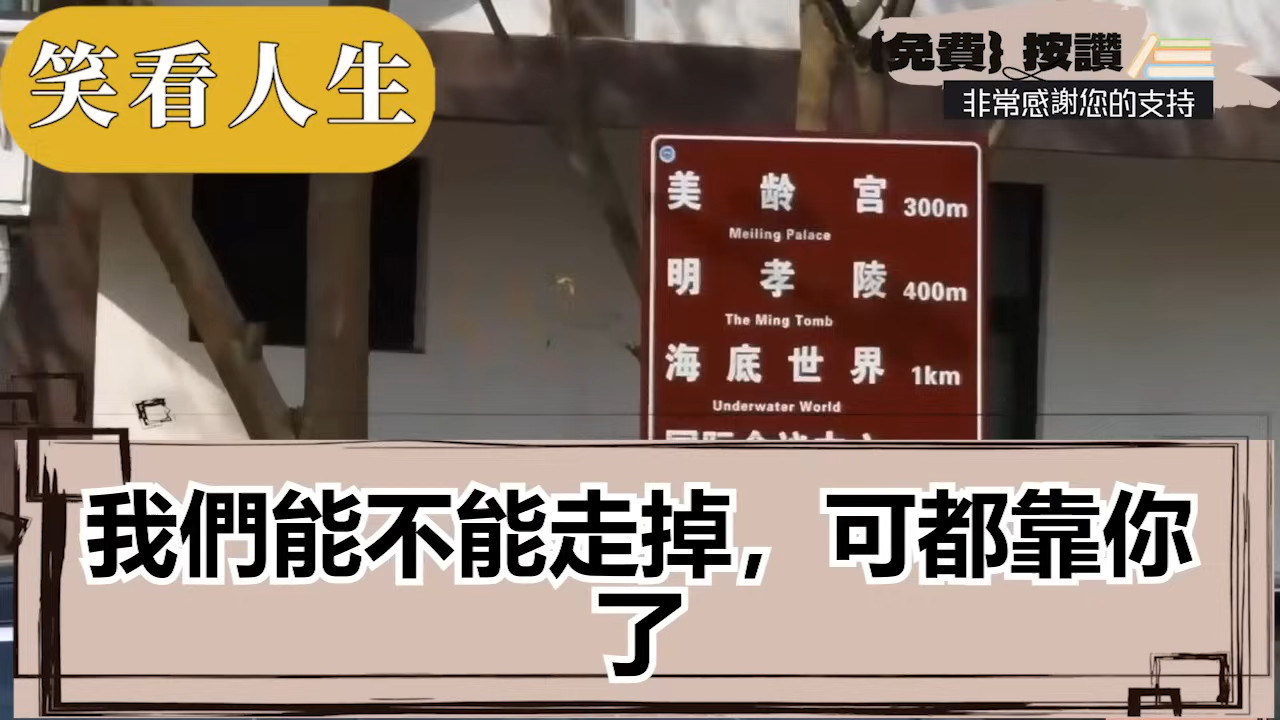 笑看人生
{免費} 按讚
非常感謝您的支持
美龄宫 300m
Meiling Palace
明孝陵 400m
The Ming Tomb
海底世界 1km
Underwater World
我們能不能走掉，可都靠你
了